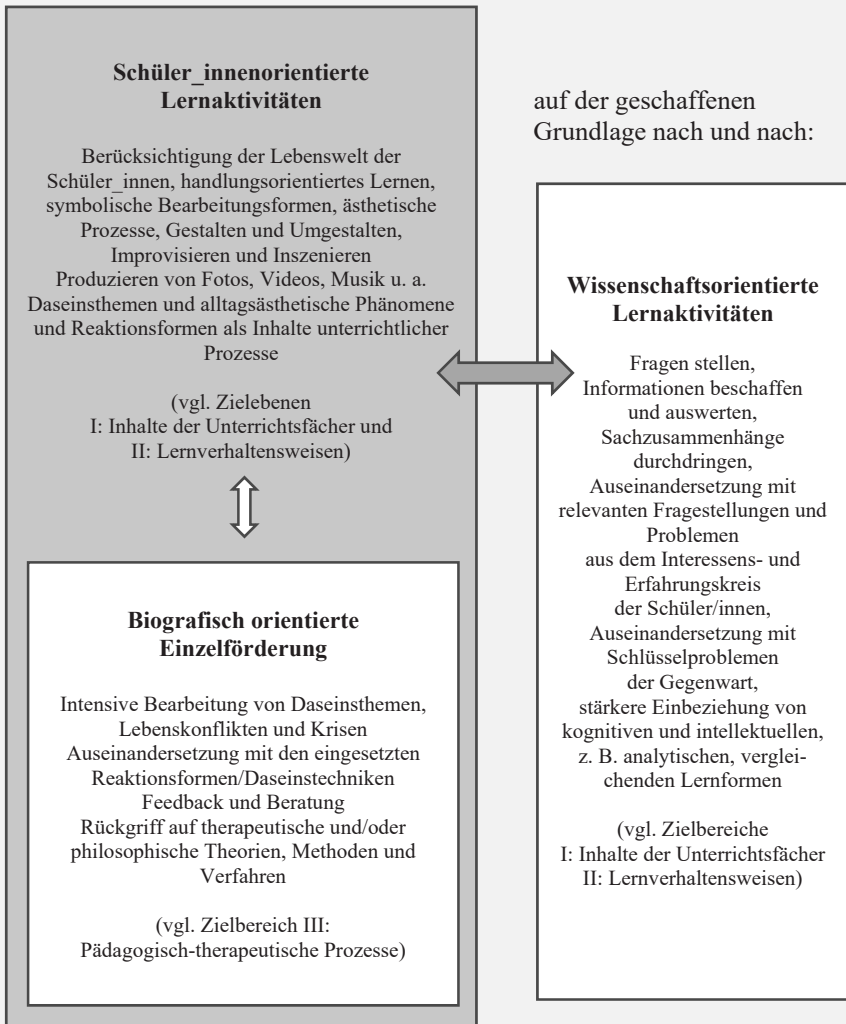 Schüler_innenorientierte
Lernaktivitäten
Berücksichtigung der Lebenswelt der
Schüler_innen, handlungsorientiertes Lernen,
symbolische Bearbeitungsformen, ästhetische
Prozesse, Gestalten und Umgestalten,
Improvisieren und Inszenieren
Produzieren von Fotos, Videos, Musik u. a.
Daseinsthemen und alltagsästhetische Phänomene
und Reaktionsformen als Inhalte unterrichtlicher
Prozesse
(vgl. Zielebenen
I: Inhalte der Unterrichtsfächer und
II: Lernverhaltensweisen)
Biografisch orientierte
Einzelförderung
Intensive Bearbeitung von Daseinsthemen,
Lebenskonflikten und Krisen
Auseinandersetzung mit den eingesetzten
Reaktionsformen/Daseinstechniken
Feedback und Beratung
Rückgriff auf therapeutische und/oder
philosophische Theorien, Methoden und
Verfahren
(vgl. Zielbereich III:
Pädagogisch-therapeutische Prozesse)
auf der geschaffenen
Grundlage nach und nach:
Wissenschaftsorientierte
Lernaktivitäten
Fragen stellen,
Informationen beschaffen
und auswerten,
Sachzusammenhänge
durchdringen,
Auseinandersetzung mit
relevanten Fragestellungen und
Problemen
aus dem Interessens- und
Erfahrungskreis
der Schüler/innen,
Auseinandersetzung mit
Schlüsselproblemen
der Gegenwart,
stärkere Einbeziehung von
kognitiven und intellektuellen,
z. B. analytischen, verglei-
chenden Lernformen
(vgl. Zielbereiche
I: Inhalte der Unterrichtsfächer
II: Lernverhaltensweisen)